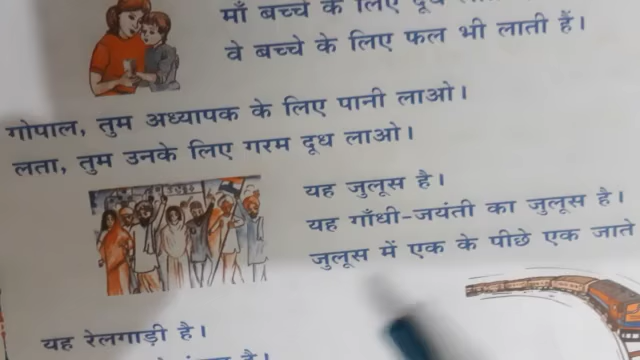 माँ बच्चे के लिए दूध
वे बच्चे के लिए फल भी लाती हैं।
गोपाल, तुम अध्यापक के लिए पानी लाओ।
लता, तुम उनके लिए गरम दूध लाओ।
यह जुलूस है।
यह गाँधी-जयंती का जुलूस है।
जुलूस में एक के पीछे एक जाते
यह रेलगाड़ी है।
है।